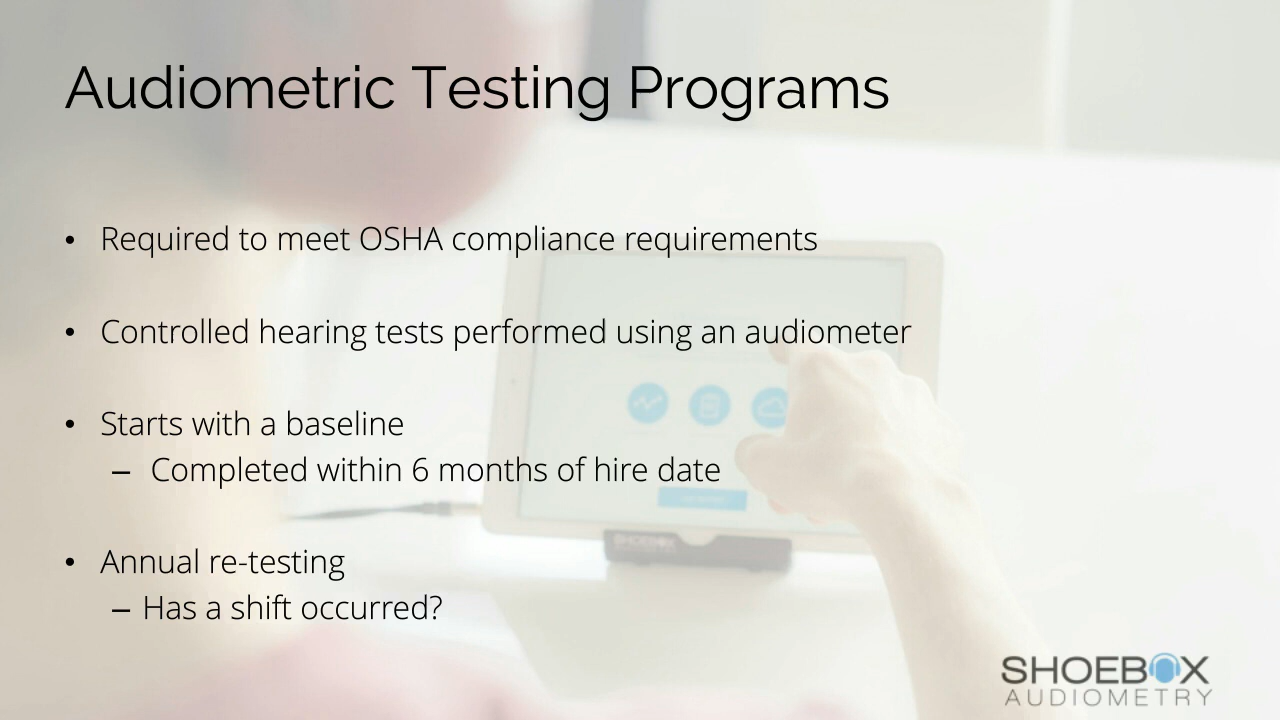 Audiometric Testing Programs
• Required to meet OSHA compliance requirements
• Controlled hearing tests performed using an audiometer
• Starts with a baseline
– Completed within 6 months of hire date
• Annual re-testing
– Has a shift occurred?
SHOEBOX
SHOEBOX
AUDIOMETRY